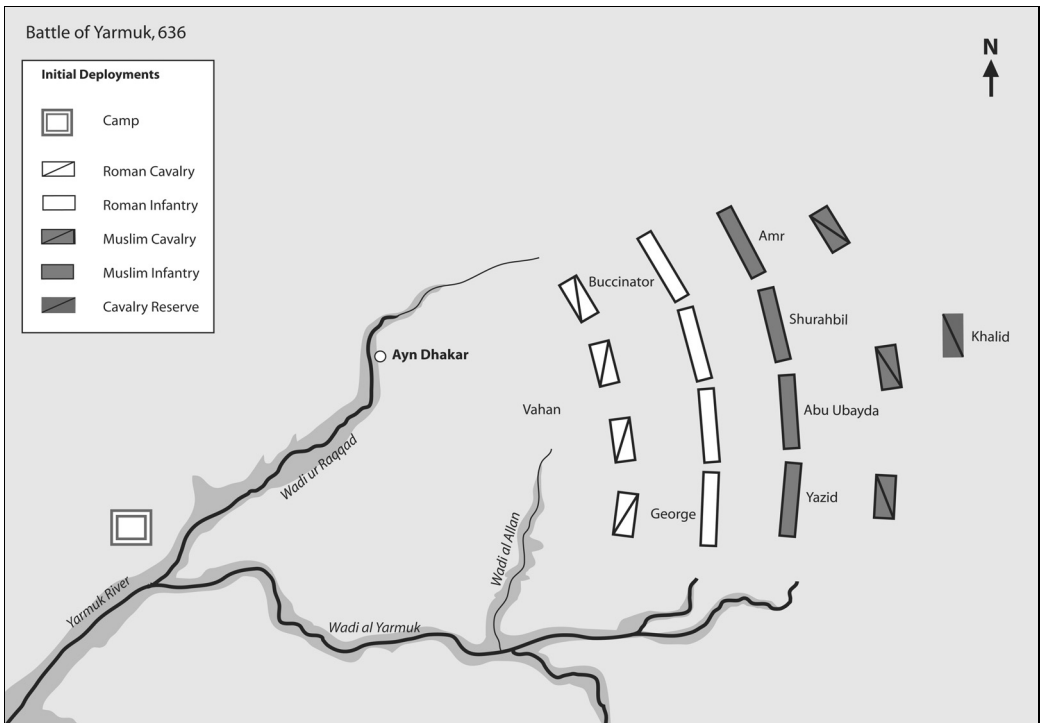 Battle of Yarmuk, 636
N
Initial Deployments
Camp
Roman Cavalry
Roman Infantry
Muslim Cavalry
Muslim Infantry
Cavalry Reserve
Amr
Buccinator
Shurahbil
Khalid
Ayn Dhakar
Vahan
Abu Ubayda
Wadi ur Raqqad
Yazid
George
Wadi al Allan
Yarmuk River
Wadi al Yarmuk